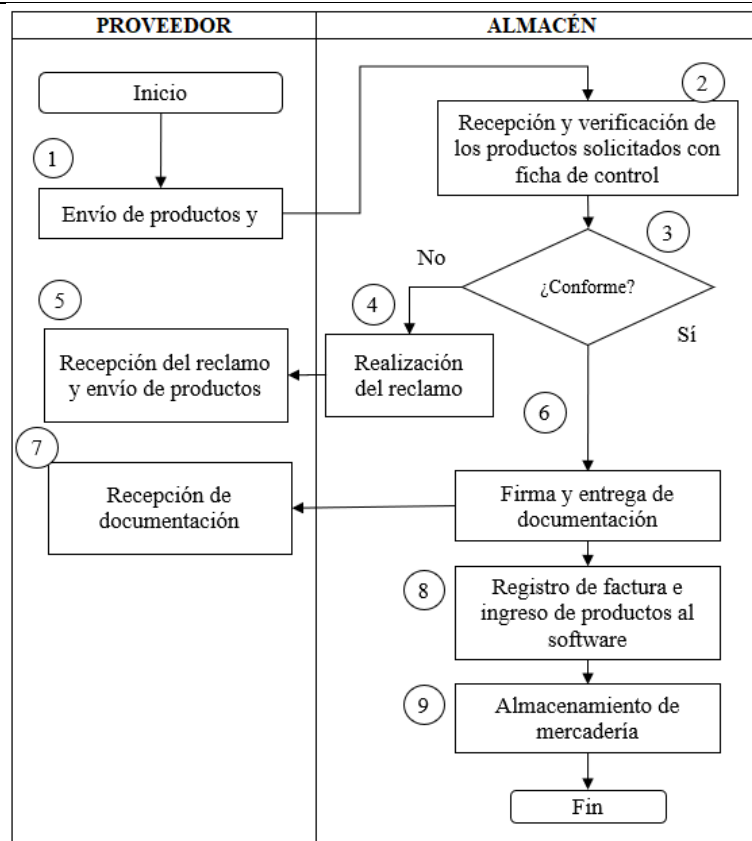 PROVEEDOR
ALMACÉN
Inicio
1
Envío de productos y
2
Recepción y verificación de
los productos solicitados con
ficha de control
3
¿Conforme?
No
Sí
4
Realización
del reclamo
5
Recepción del reclamo
y envío de productos
6
Firma y entrega de
documentación
7
Recepción de
documentación
8
Registro de factura e
ingreso de productos al
software
9
Almacenamiento de
mercadería
Fin